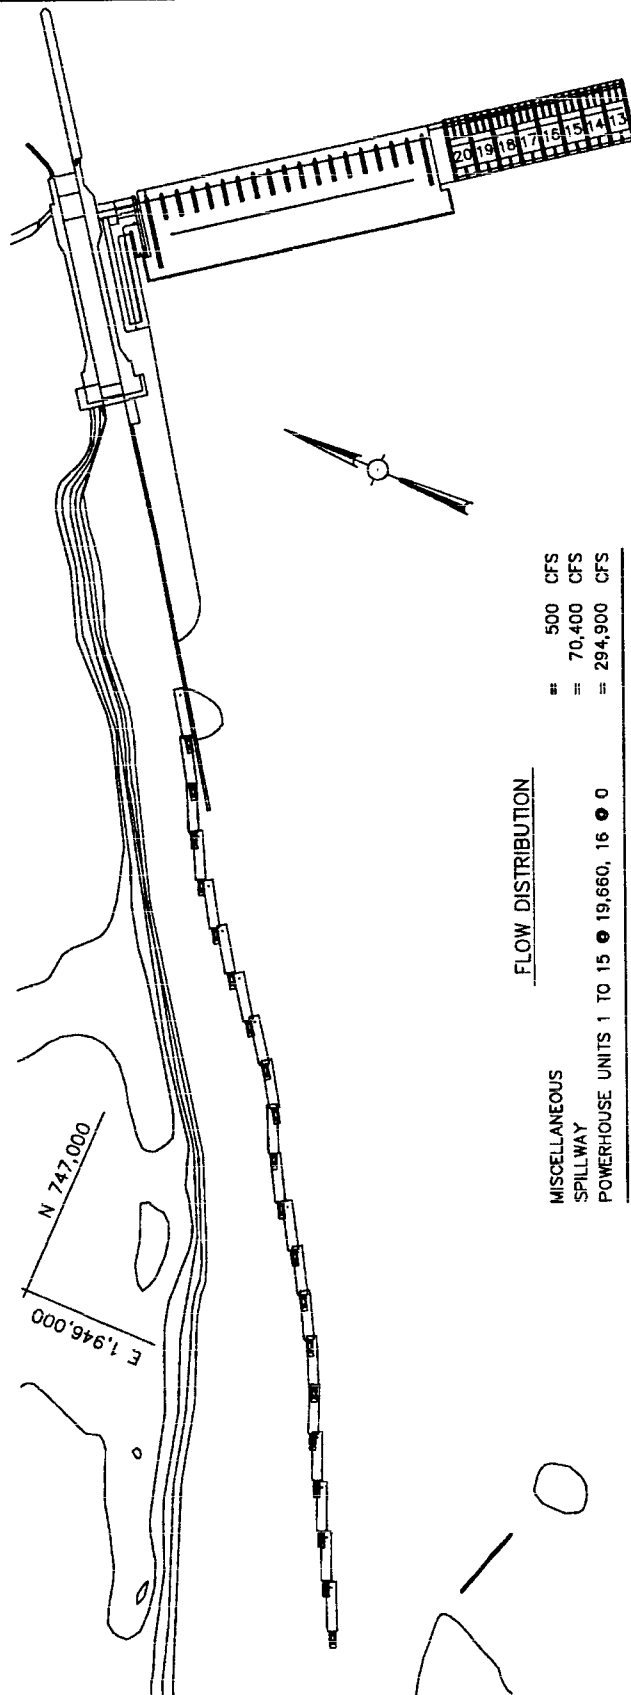 20 19 18 17 16 15 14 13
N 747,000
E 1,946,000
FLOW DISTRIBUTION
MISCELLANEOUS = 500 CFS
SPILLWAY = 70,400 CFS
POWERHOUSE UNITS 1 TO 15 @ 19,660, 16 @ 0 = 294,900 CFS